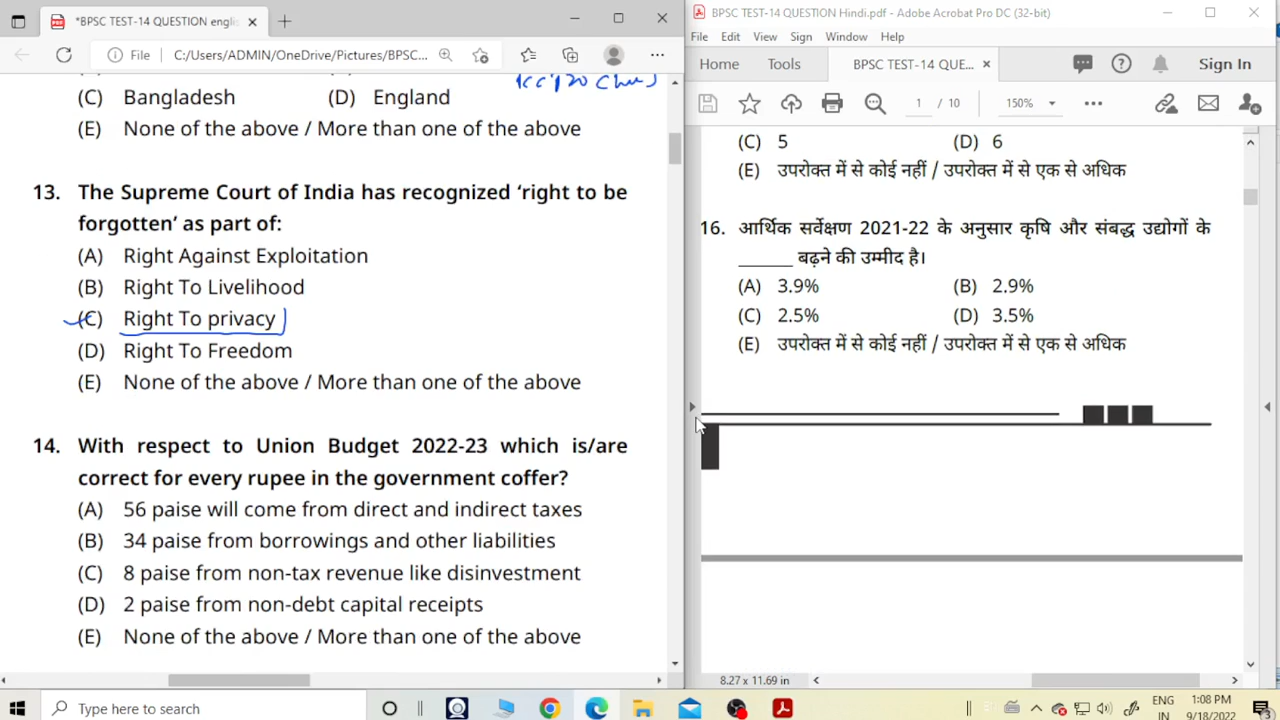 *BPSC TEST-14 QUESTION engli
File
C:/Users/ADMIN/OneDrive/Pictures/BPSC...
(C) Bangladesh (D) England
(E) None of the above / More than one of the above
13. The Supreme Court of India has recognized ‘right to be
forgotten’ as part of:
(A) Right Against Exploitation
(B) Right To Livelihood
(C) Right To privacy
(D) Right To Freedom
(E) None of the above / More than one of the above
14. With respect to Union Budget 2022-23 which is/are
correct for every rupee in the government coffer?
(A) 56 paise will come from direct and indirect taxes
(B) 34 paise from borrowings and other liabilities
(C) 8 paise from non-tax revenue like disinvestment
(D) 2 paise from non-debt capital receipts
(E) None of the above / More than one of the above
BPSC TEST-14 QUESTION Hindi.pdf - Adobe Acrobat Pro DC (32-bit)
File Edit View Sign Window Help
Home Tools BPSC TEST-14 QUE... Sign In
1 / 10 150%
(C) 5 (D) 6
(E) उपरोक्त में से कोई नहीं / उपरोक्त में से एक से अधिक
16. आर्थिक सर्वेक्षण 2021-22 के अनुसार कृषि और संबद्ध उद्योगों के
______ बढ़ने की उम्मीद है।
(A) 3.9% (B) 2.9%
(C) 2.5% (D) 3.5%
(E) उपरोक्त में से कोई नहीं / उपरोक्त में से एक से अधिक
8.27 x 11.69 in
Type here to search
ENG
IN
1:08 PM
9/18/2022